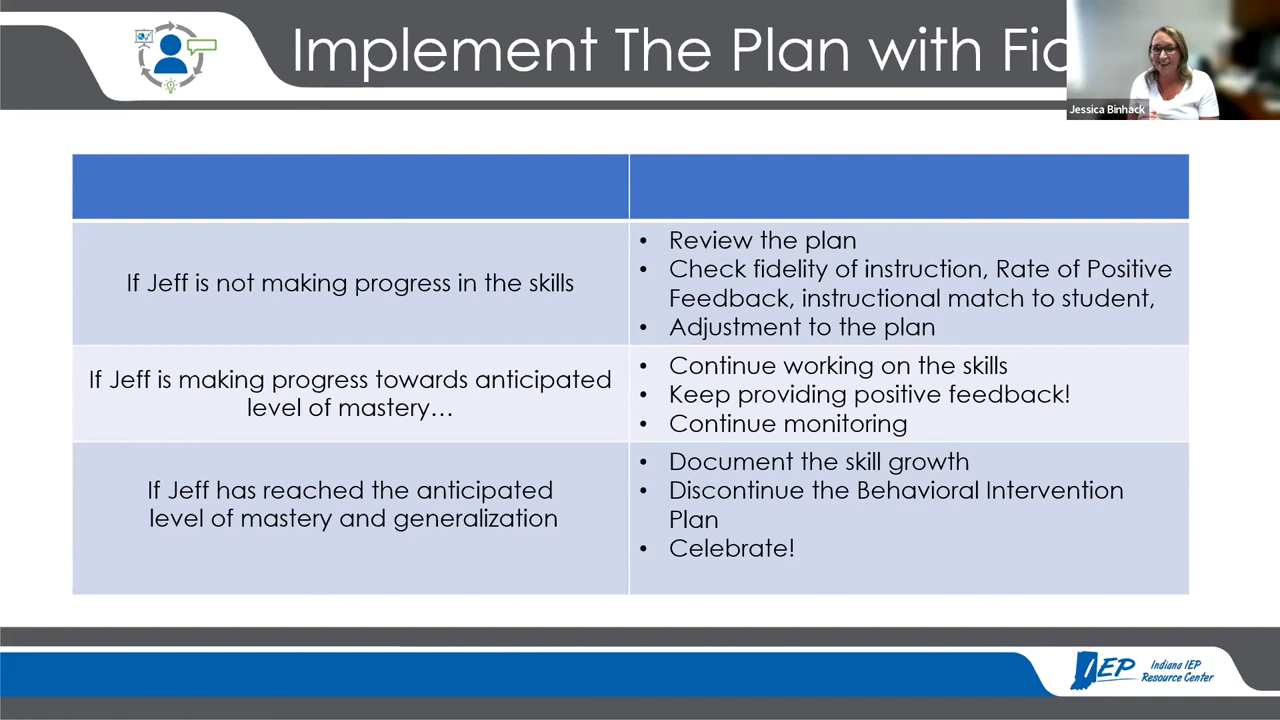 Implement The Plan with Fid
Jessica Binhack
If Jeff is not making progress in the skills
• Review the plan
• Check fidelity of instruction, Rate of Positive
Feedback, instructional match to student,
• Adjustment to the plan
If Jeff is making progress towards anticipated
level of mastery…
• Continue working on the skills
• Keep providing positive feedback!
• Continue monitoring
If Jeff has reached the anticipated
level of mastery and generalization
• Document the skill growth
• Discontinue the Behavioral Intervention
Plan
• Celebrate!
IEP
Indiana IEP
Resource Center